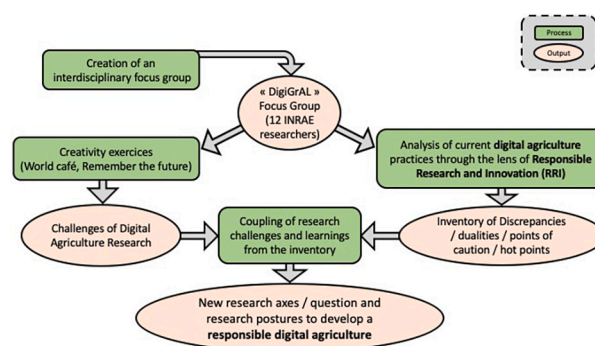 Process
Output
Creation of an
interdisciplinary focus group
« DigiGrAL »
Focus Group
(12 INRAE
researchers)
Creativity exercices
(World café, Remember the future)
Analysis of current digital agriculture
practices through the lens of Responsible
Research and Innovation (RRI)
Challenges of Digital
Agriculture Research
Coupling of research
challenges and learnings
from the inventory
Inventory of Discrepancies
/ dualities / points of
caution / hot points
New research axes / question and
research postures to develop a
responsible digital agriculture